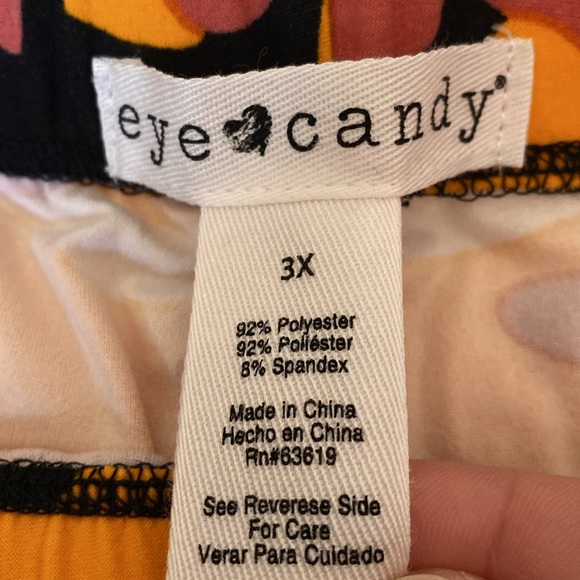 eye candy®
3X
92% Polyester
92% Poliéster
8% Spandex
Made in China
Hecho en China
Rn#63619
See Reverese Side
For Care
Verar Para Cuidado